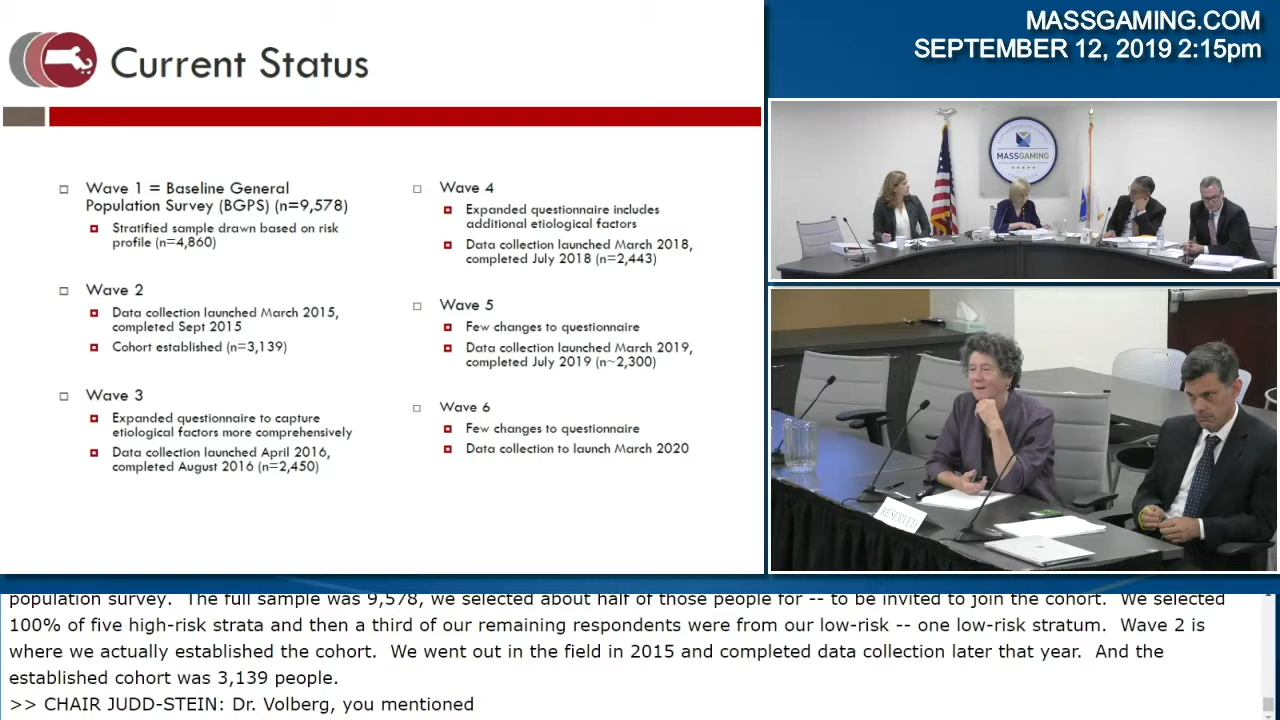 MASSGAMING.COM
SEPTEMBER 12, 2019 2:15pm
Current Status
Wave 1 = Baseline General
Population Survey (BGPS) (n=9,578)
Stratified sample drawn based on risk
profile (n=4,860)
Wave 2
Data collection launched March 2015,
completed Sept 2015
Cohort established (n=3,139)
Wave 3
Expanded questionnaire to capture
etiological factors more comprehensively
Data collection launched April 2016,
completed August 2016 (n=2,450)
Wave 4
Expanded questionnaire includes
additional etiological factors
Data collection launched March 2018,
completed July 2018 (n=2,443)
Wave 5
Few changes to questionnaire
Data collection launched March 2019,
completed July 2019 (n~2,300)
Wave 6
Few changes to questionnaire
Data collection to launch March 2020
MASSGAMING
RESERVED
population survey. The full sample was 9,578, we selected about half of those people for -- to be invited to join the cohort. We selected
100% of five high-risk strata and then a third of our remaining respondents were from our low-risk -- one low-risk stratum. Wave 2 is
where we actually established the cohort. We went out in the field in 2015 and completed data collection later that year. And the
established cohort was 3,139 people.
>> CHAIR JUDD-STEIN: Dr. Volberg, you mentioned